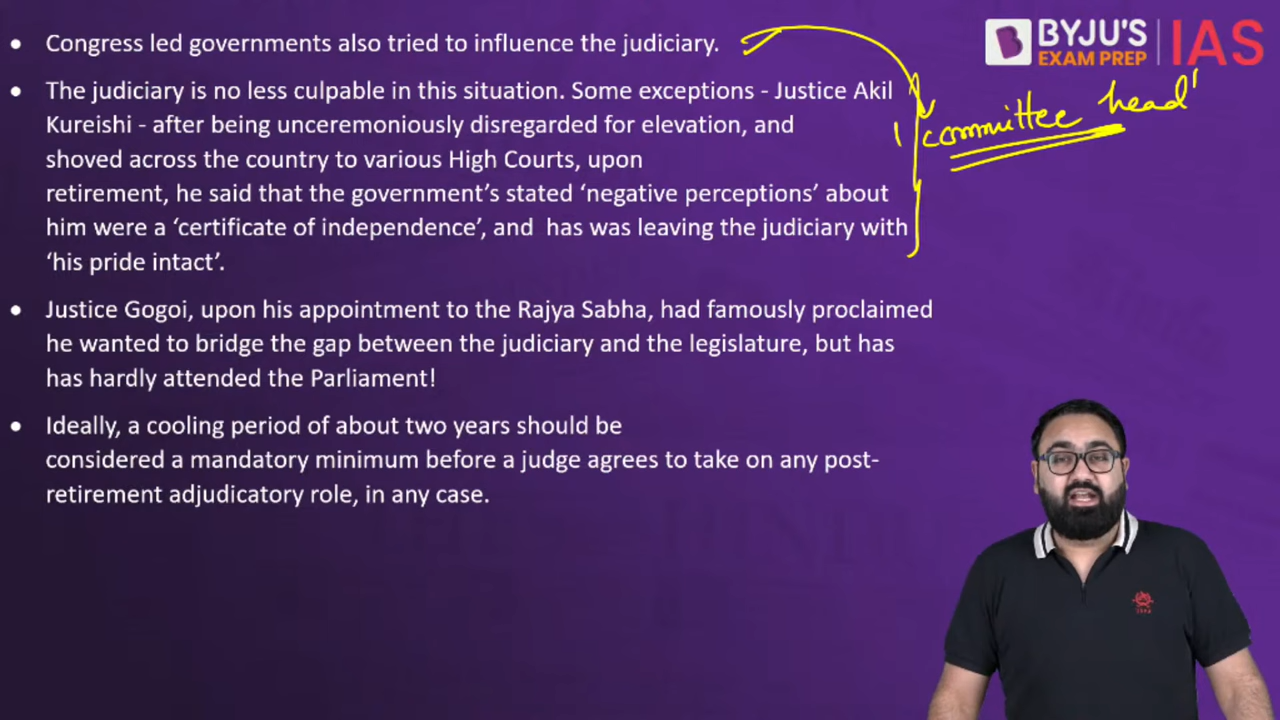 • Congress led governments also tried to influence the judiciary.
• The judiciary is no less culpable in this situation. Some exceptions - Justice Akil
Kureishi - after being unceremoniously disregarded for elevation, and
shoved across the country to various High Courts, upon
retirement, he said that the government's stated ‘negative perceptions’ about
him were a ‘certificate of independence’, and has was leaving the judiciary with
‘his pride intact’.
• Justice Gogoi, upon his appointment to the Rajya Sabha, had famously proclaimed
he wanted to bridge the gap between the judiciary and the legislature, but has
has hardly attended the Parliament!
• Ideally, a cooling period of about two years should be
considered a mandatory minimum before a judge agrees to take on any post-
retirement adjudicatory role, in any case.
BYJU'S
EXAM PREP
IAS
'committee head'